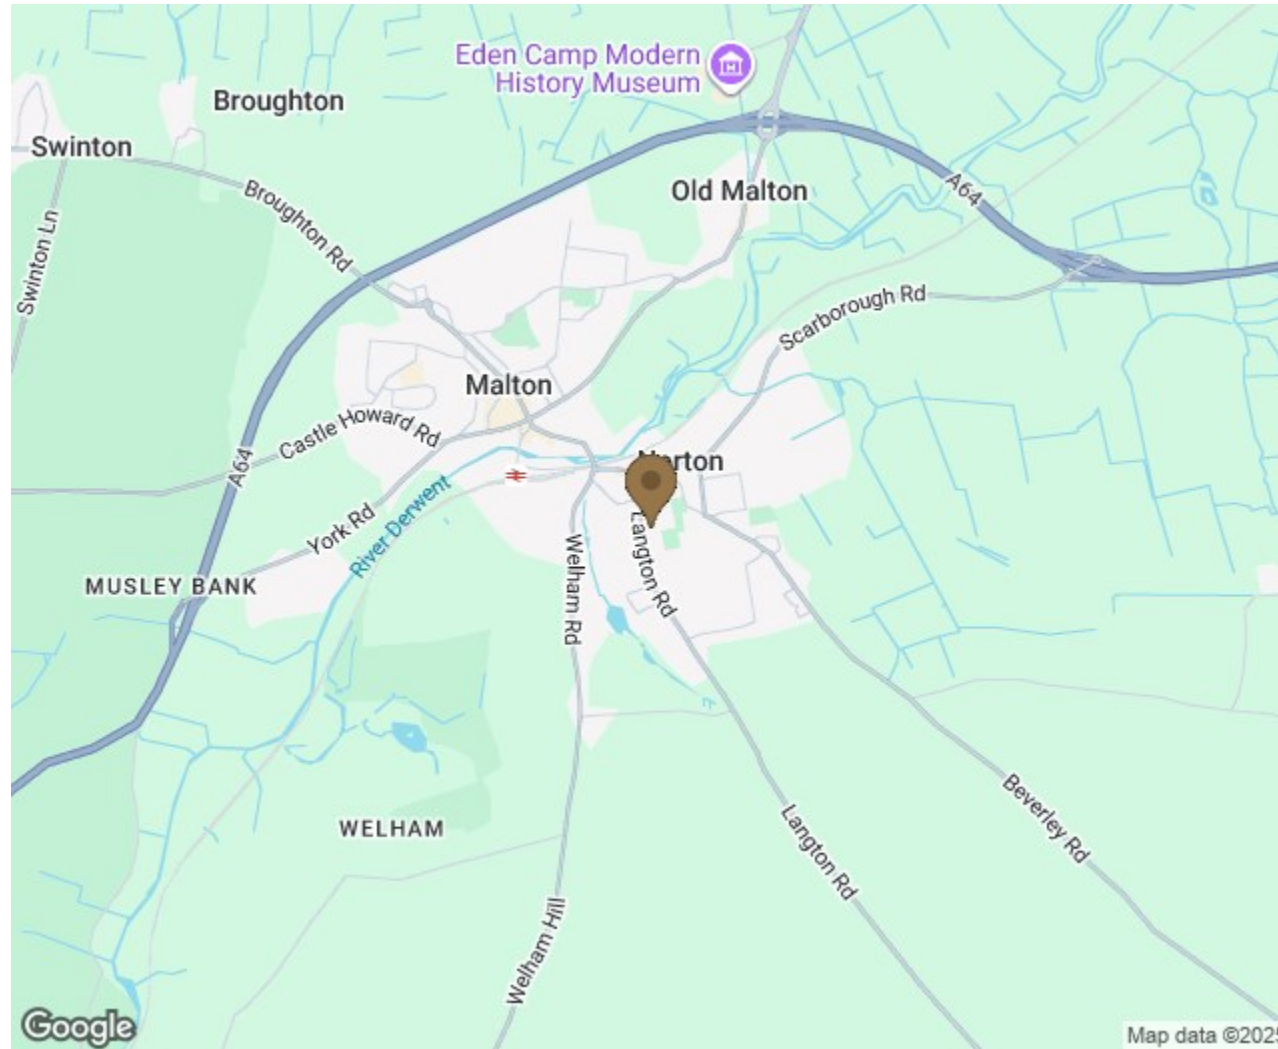 Eden Camp Modern
History Museum
Broughton
Swinton
Old Malton
A64
Broughton Rd
Swinton Ln
Scarborough Rd
Malton
Castle Howard Rd
A64
Norton
York Rd
River Derwent
Langton Rd
Welham Rd
MUSLEY BANK
WELHAM
Langton Rd
Beverley Rd
Welham Hill
Google
Map data ©2025